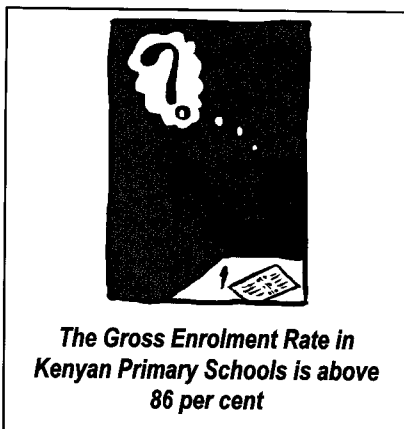 ?
The Gross Enrolment Rate in
Kenyan Primary Schools is above
86 per cent